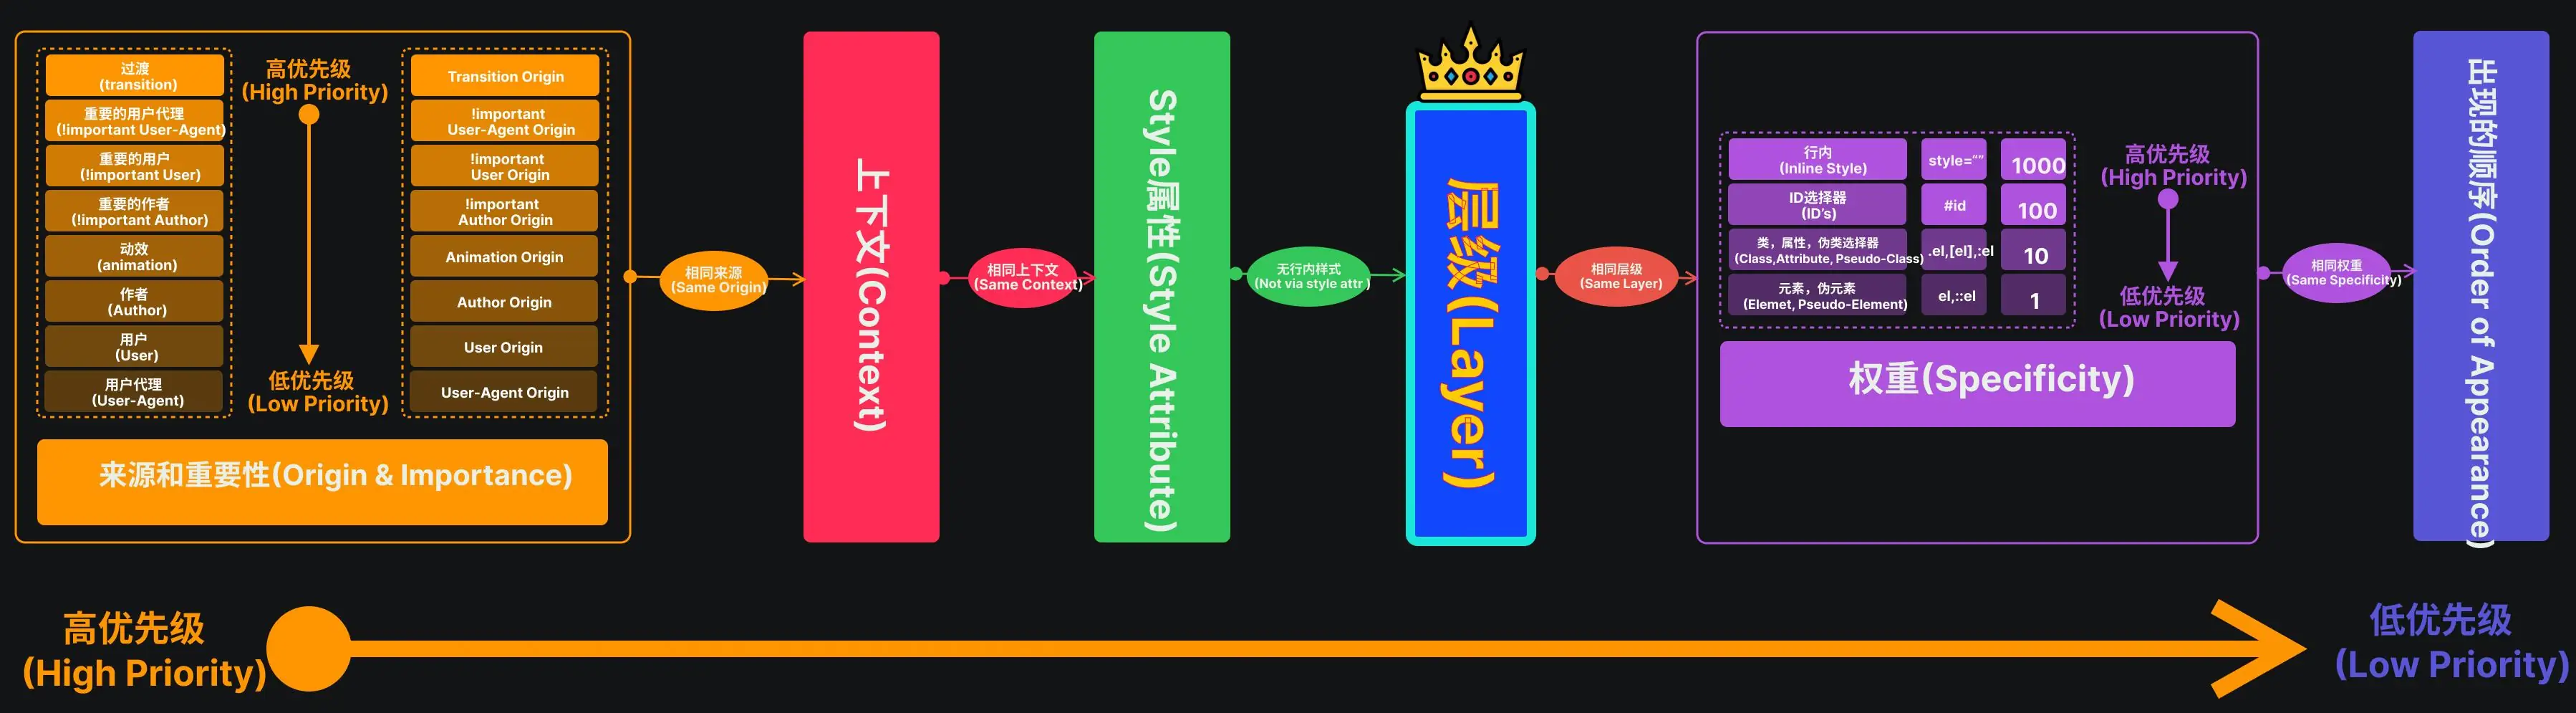 过渡
(transition)
重要的用户代理
(!important User-Agent)
重要的用户
(!important User)
重要的作者
(!important Author)
动效
(animation)
作者
(Author)
用户
(User)
用户代理
(User-Agent)
高优先级
(High Priority)
低优先级
(Low Priority)
Transition Origin
!important
User-Agent Origin
!important
User Origin
!important
Author Origin
Animation Origin
Author Origin
User Origin
User-Agent Origin
来源和重要性(Origin & Importance)
相同来源
(Same Origin)
上下文(Context)
相同上下文
(Same Context)
Style属性(Style Attribute)
无行内样式
(Not via style attr )
层级(Layer)
相同层级
(Same Layer)
行内
(Inline Style)
style=“”
1000
ID选择器
(ID’s)
#id
100
类，属性，伪类选择器
(Class,Attribute, Pseudo-Class)
.el,[el],:el
10
元素，伪元素
(Elemet, Pseudo-Element)
el,::el
1
高优先级
(High Priority)
低优先级
(Low Priority)
权重(Specificity)
相同权重
(Same Specificity)
出现的顺序(Order of Appearance)
高优先级
(High Priority)
低优先级
(Low Priority)